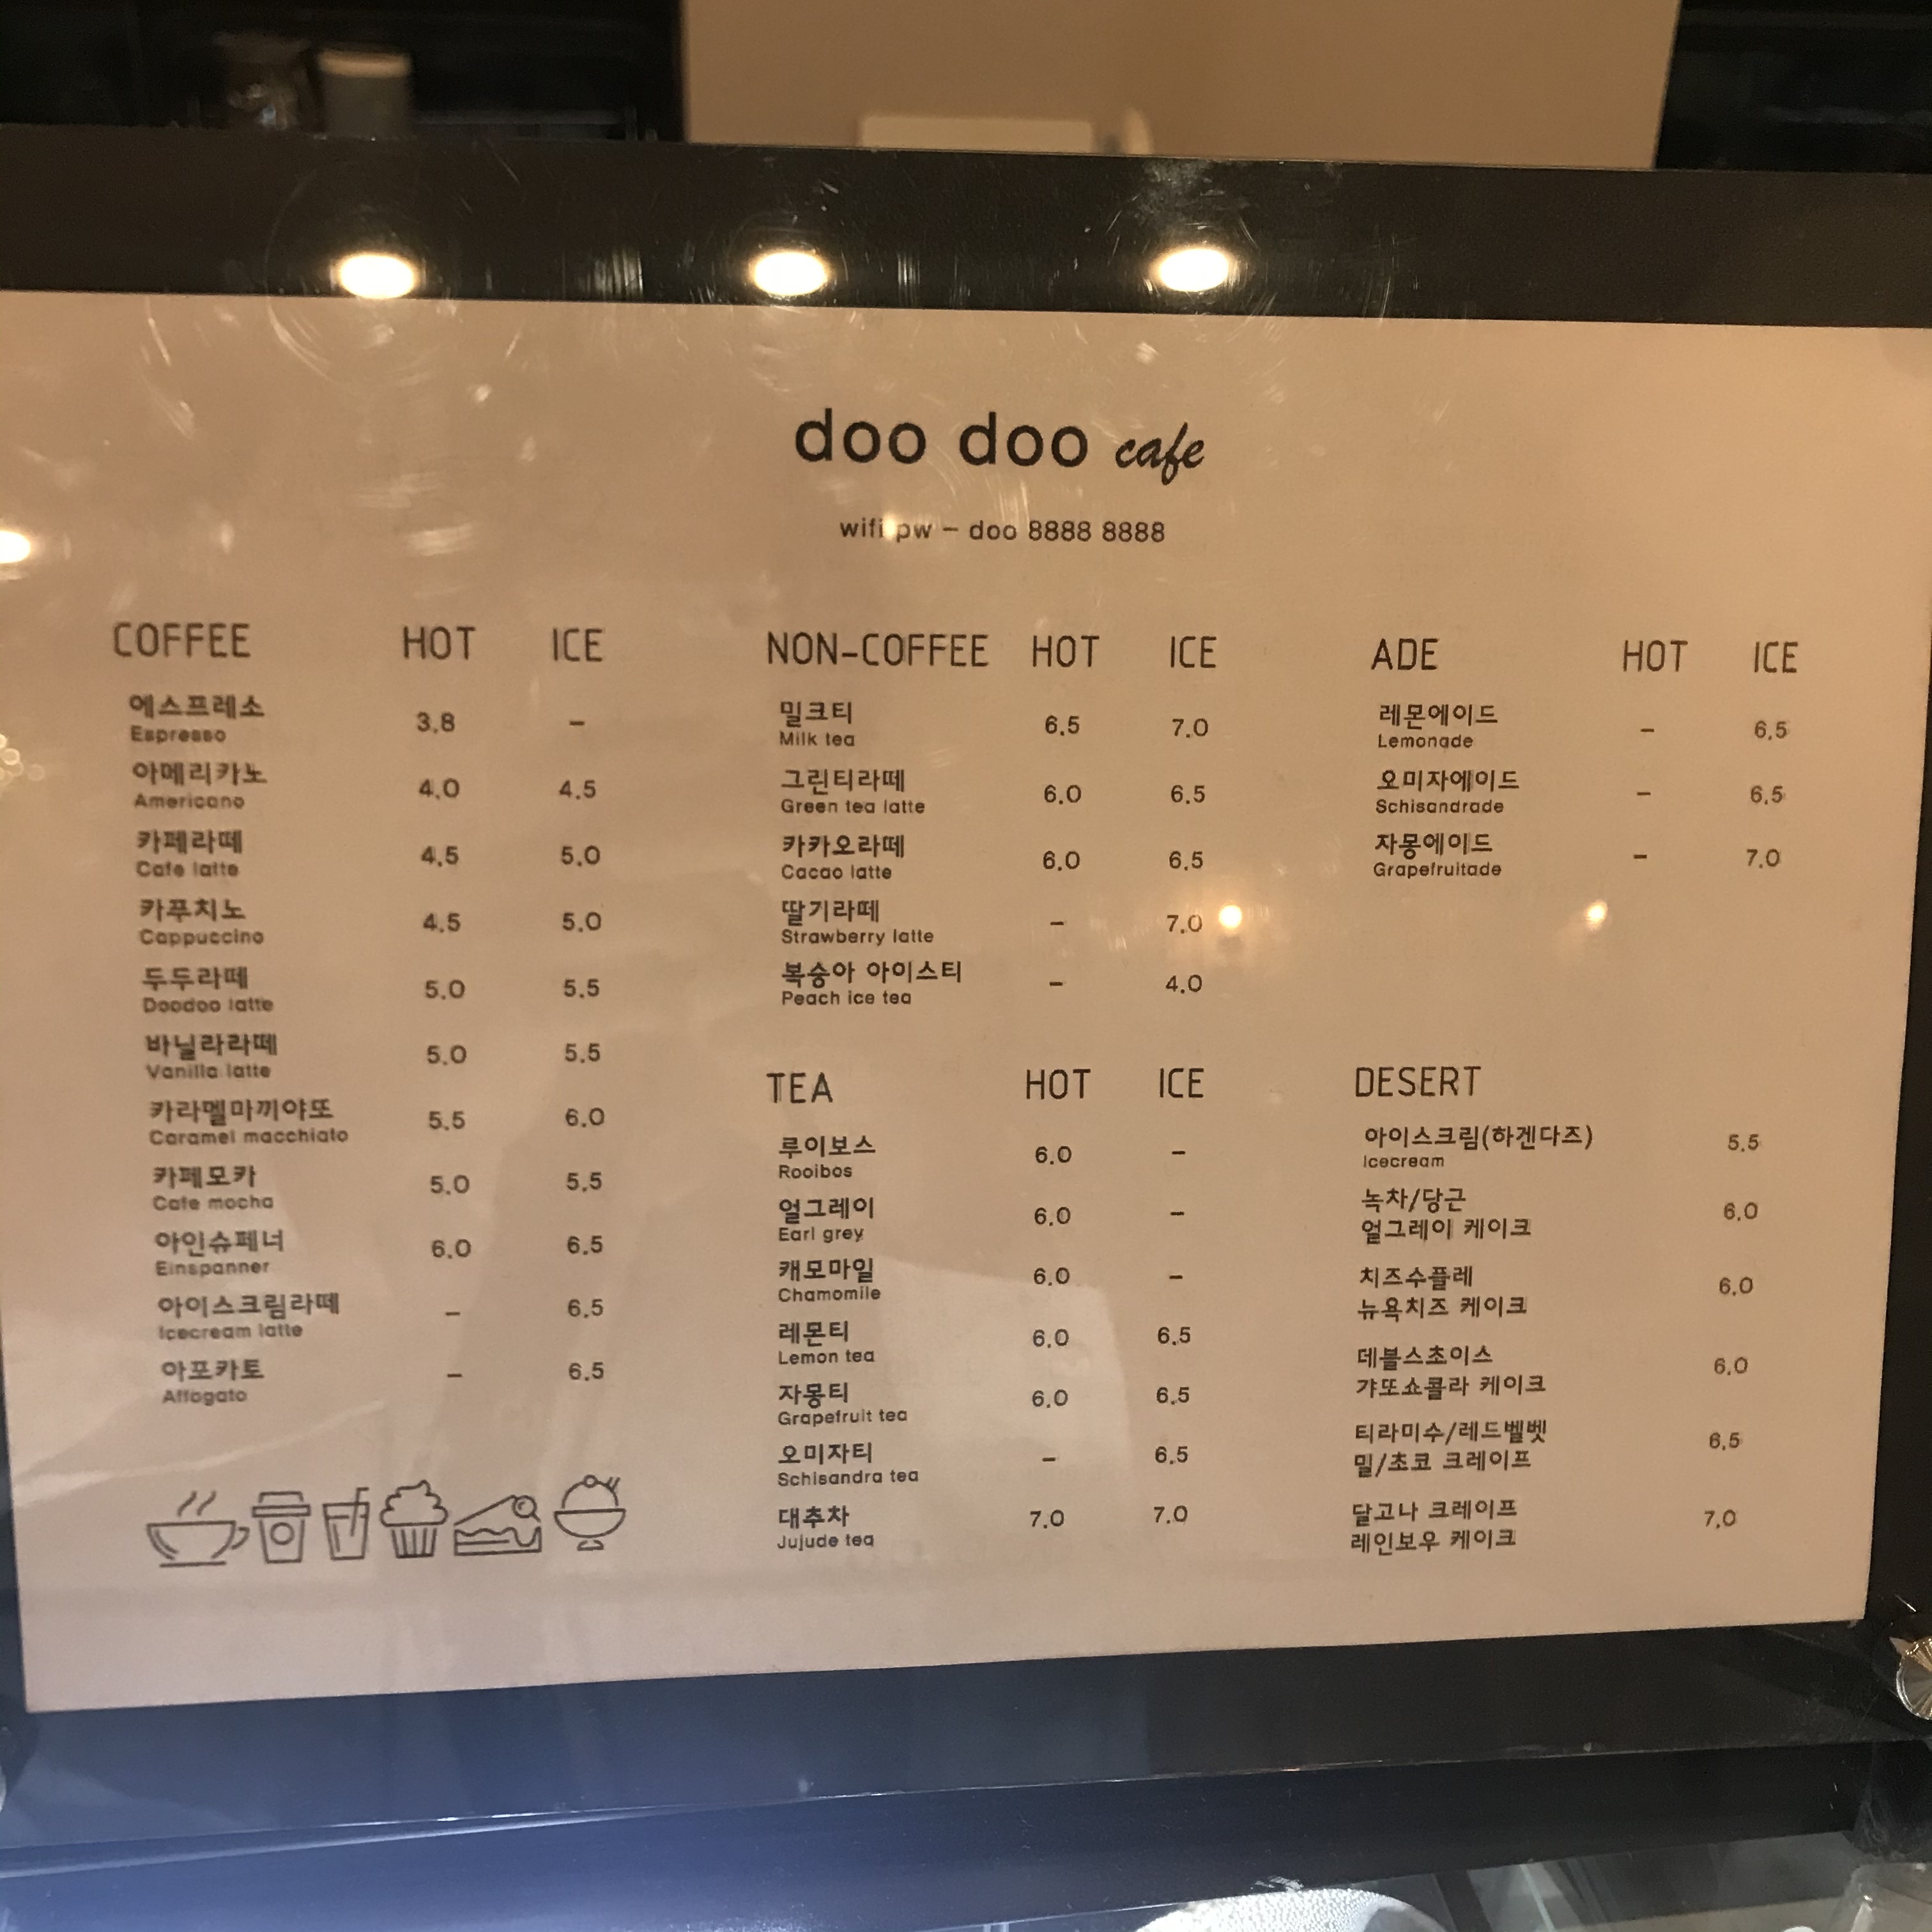 doo doo cafe
wifi pw - doo 8888 8888
COFFEE HOT ICE
에스프레소 3.8 -
Espresso
아메리카노 4.0 4.5
Americano
카페라떼 4.5 5.0
Cafe latte
카푸치노 4.5 5.0
Cappuccino
두두라떼 5.0 5.5
Doodoo latte
바닐라라떼 5.0 5.5
Vanilla latte
카라멜마끼야또 5.5 6.0
Caramel macchiato
카페모카 5.0 5.5
Cafe mocha
아인슈페너 6.0 6.5
Einspanner
아이스크림라떼 - 6.5
Icecream latte
아포카토 - 6.5
Affogato
NON-COFFEE HOT ICE
밀크티 6.5 7.0
Milk tea
그린티라떼 6.0 6.5
Green tea latte
카카오라떼 6.0 6.5
Cacao latte
딸기라떼 - 7.0
Strawberry latte
복숭아 아이스티 - 4.0
Peach ice tea
TEA HOT ICE
루이보스 6.0 -
Rooibos
얼그레이 6.0 -
Earl grey
캐모마일 6.0 -
Chamomile
레몬티 6.0 6.5
Lemon tea
자몽티 6.0 6.5
Grapefruit tea
오미자티 - 6.5
Schisandra tea
대추차 7.0 7.0
Jujude tea
ADE HOT ICE
레몬에이드 - 6.5
Lemonade
오미자에이드 - 6.5
Schisandrade
자몽에이드 - 7.0
Grapefruitade
DESERT
아이스크림(하겐다즈) 5.5
Icecream
녹차/당근
얼그레이 케이크 6.0
치즈수플레
뉴욕치즈 케이크 6.0
데블스초이스
갸또쇼콜라 케이크 6.0
티라미수/레드벨벳
밀/초코 크레이프 6.5
달고나 크레이프
레인보우 케이크 7.0